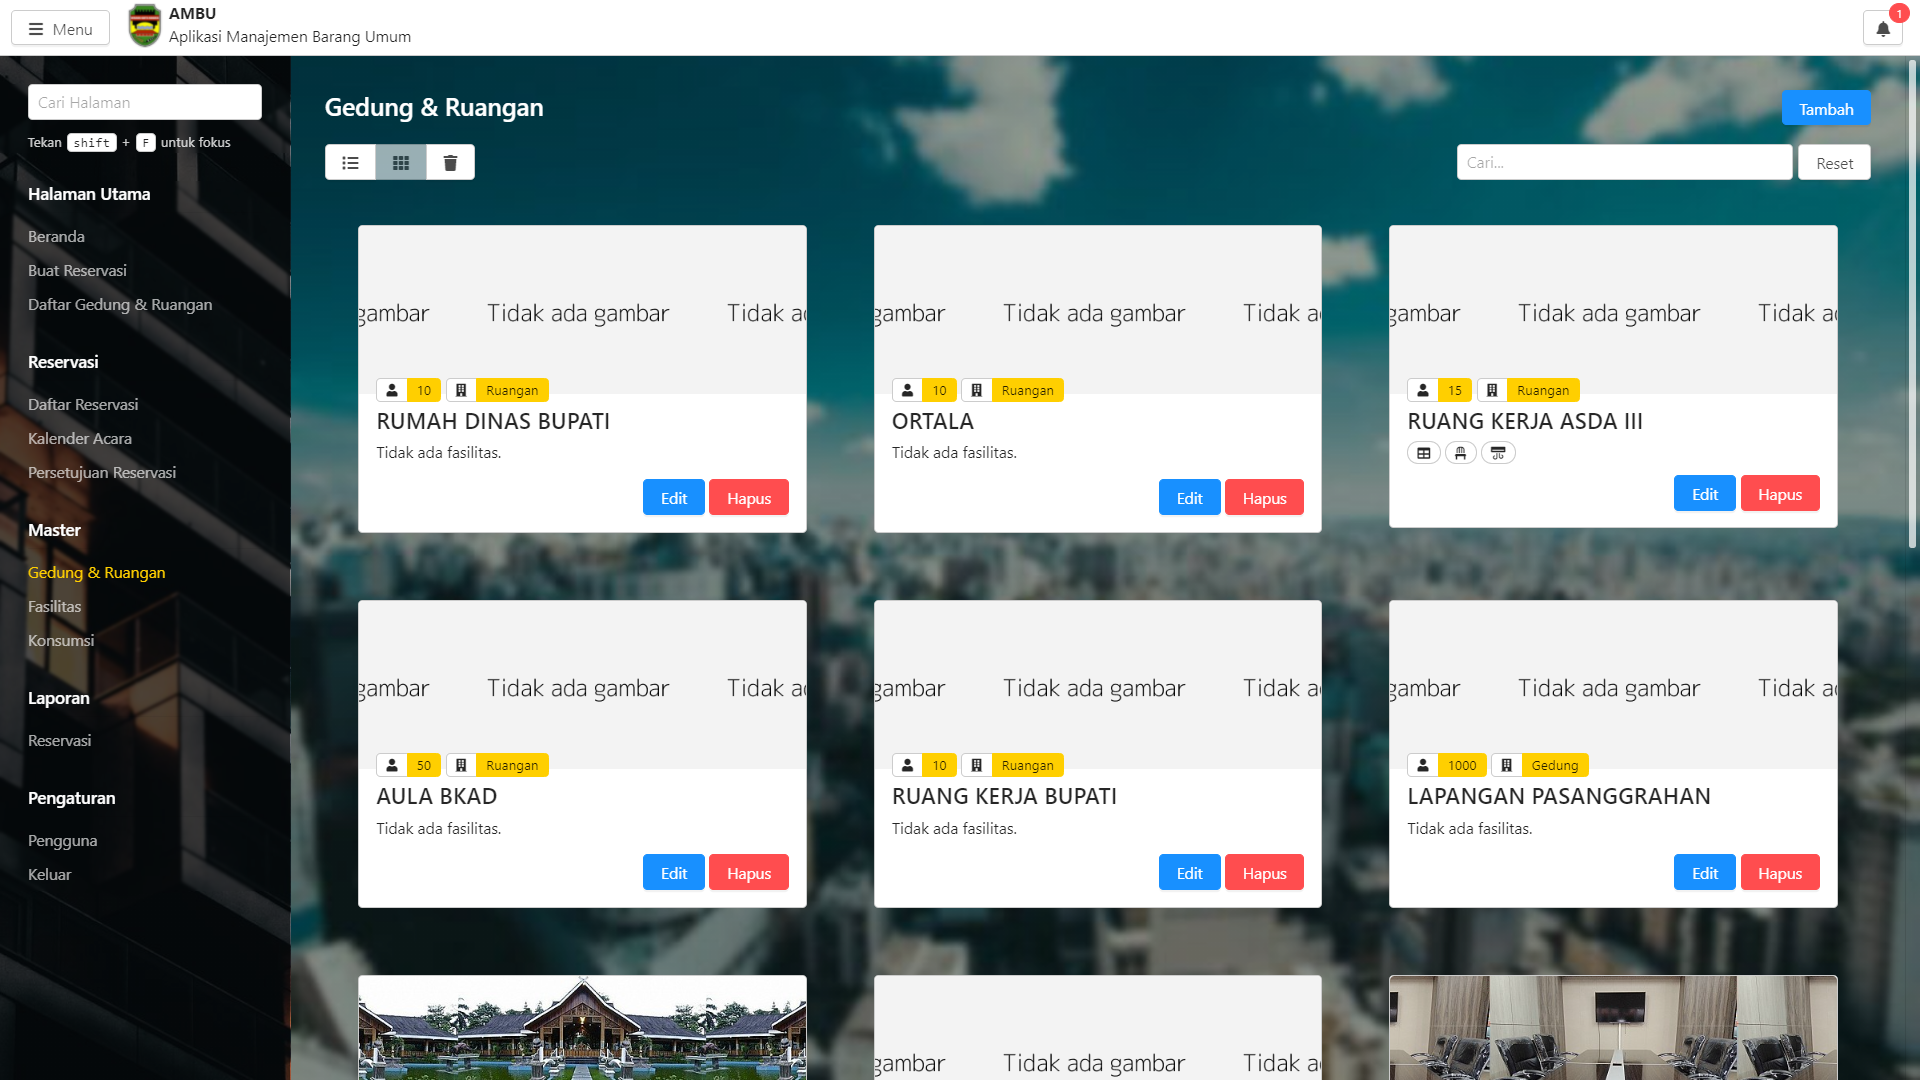 Menu
AMBU
Aplikasi Manajemen Barang Umum
1
Cari Halaman
Tekan shift + F untuk fokus
Halaman Utama
Beranda
Buat Reservasi
Daftar Gedung & Ruangan
Reservasi
Daftar Reservasi
Kalender Acara
Persetujuan Reservasi
Master
Gedung & Ruangan
Fasilitas
Konsumsi
Laporan
Reservasi
Pengaturan
Pengguna
Keluar
Gedung & Ruangan
Tambah
Cari...
Reset
gambar Tidak ada gambar Tidak a
10 Ruangan
RUMAH DINAS BUPATI
Tidak ada fasilitas.
Edit Hapus
gambar Tidak ada gambar Tidak a
10 Ruangan
ORTALA
Tidak ada fasilitas.
Edit Hapus
gambar Tidak ada gambar Tidak a
15 Ruangan
RUANG KERJA ASDA III
Edit Hapus
gambar Tidak ada gambar Tidak a
50 Ruangan
AULA BKAD
Tidak ada fasilitas.
Edit Hapus
gambar Tidak ada gambar Tidak a
10 Ruangan
RUANG KERJA BUPATI
Tidak ada fasilitas.
Edit Hapus
gambar Tidak ada gambar Tidak a
1000 Gedung
LAPANGAN PASANGGRAHAN
Tidak ada fasilitas.
Edit Hapus
gambar Tidak ada gambar Tidak a